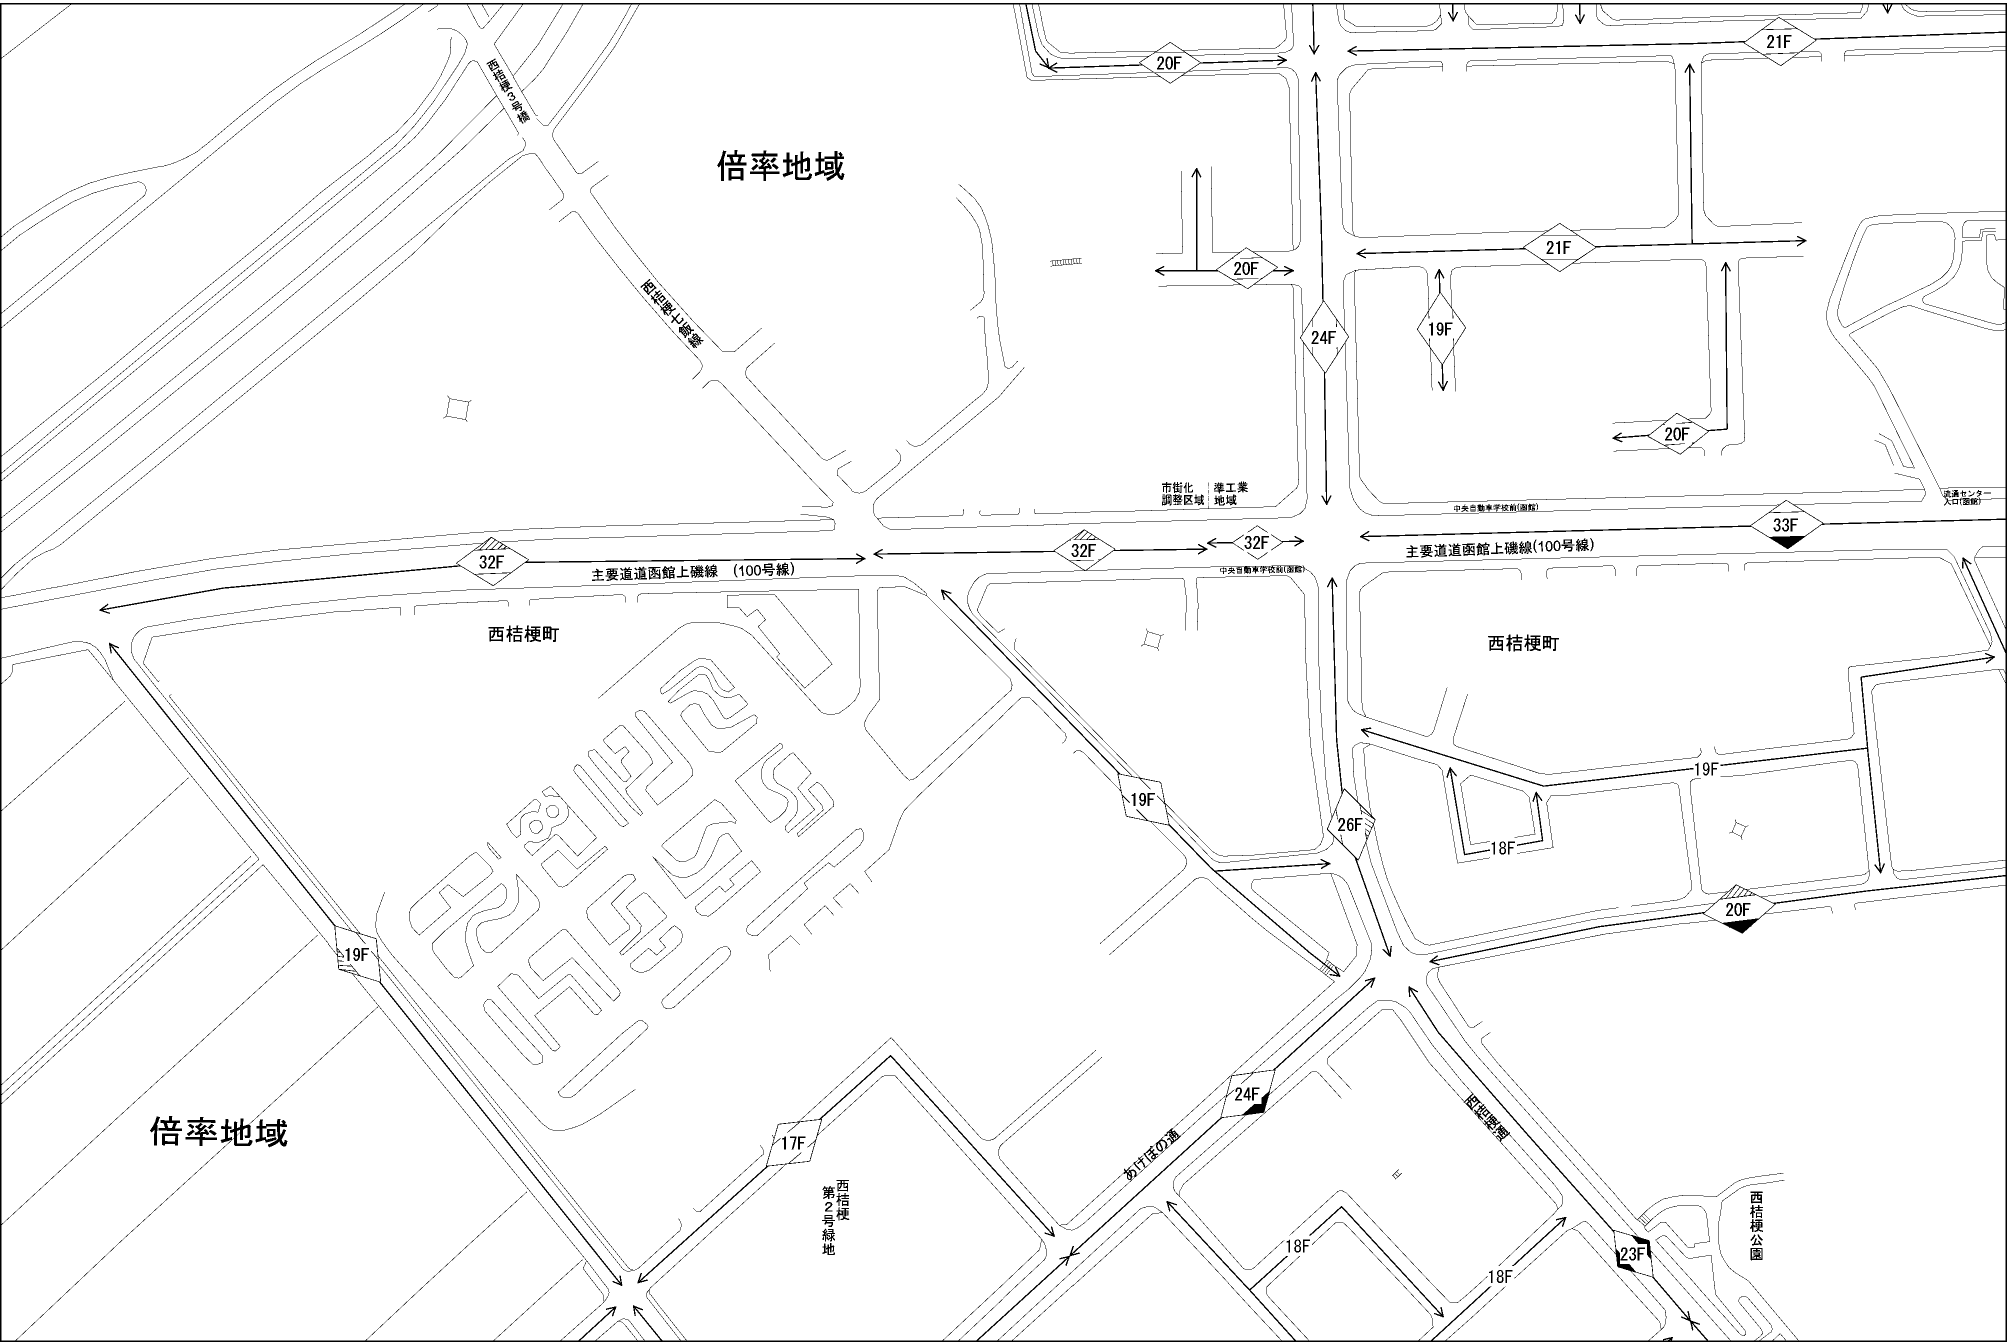 21F
20F
西桔梗3号橋
倍率地域
21F
20F
西桔梗七飯線
24F
19F
20F
市街化
調整区域
準工業
地域
流通センター
入口(函館)
中央自動車学校前(函館)
33F
32F
32F
32F
主要道道函館上磯線(100号線)
主要道道函館上磯線 (100号線)
中央自動車学校前(函館)
西桔梗町
西桔梗町
19F
19F
26F
18F
20F
19F
24F
西桔梗通
倍率地域
17F
あけぼの通
西桔梗
第2号緑地
西桔梗公園
18F
23F
18F